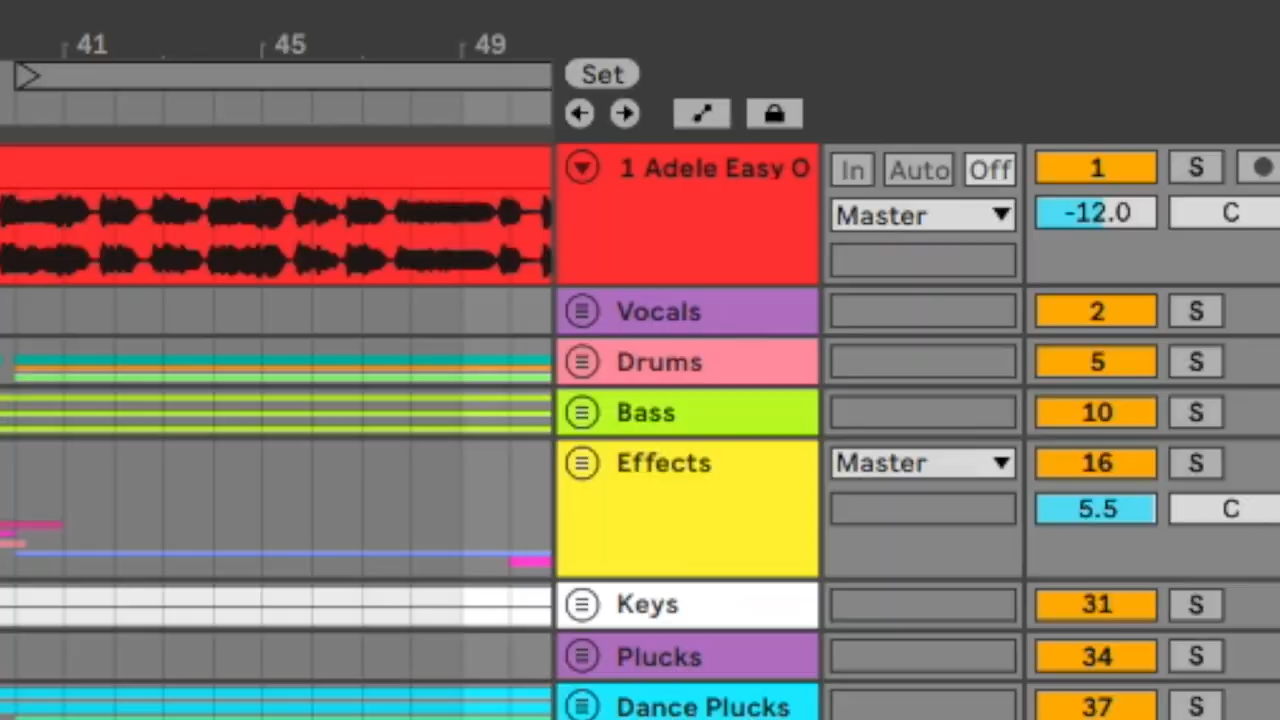 41 45 49
Set
1 Adele Easy O In Auto Off 1 S
Master -12.0 C
Vocals 2 S
Drums 5 S
Bass 10 S
Effects Master 16 S
5.5 C
Keys 31 S
Plucks 34 S
Dance Plucks 37 S